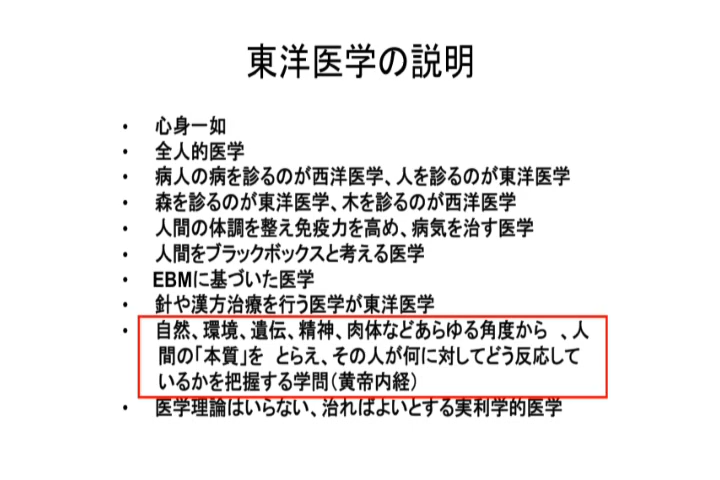 東洋医学の説明
• 心身一如
• 全人的医学
• 病人の病を診るのが西洋医学、人を診るのが東洋医学
• 森を診るのが東洋医学、木を診るのが西洋医学
• 人間の体調を整え免疫力を高め、病気を治す医学
• 人間をブラックボックスと考える医学
• EBMに基づいた医学
• 針や漢方治療を行う医学が東洋医学
• 自然、環境、遺伝、精神、肉体などあらゆる角度から 、人
間の「本質」を とらえ、その人が何に対してどう反応して
いるかを把握する学問(黄帝内経)
• 医学理論はいらない、治ればよいとする実利学的医学